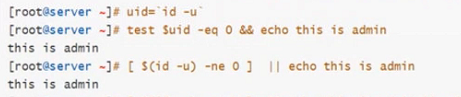 [root@server ~]# uid=`id -u`
[root@server ~]# test $uid -eq 0 && echo this is admin
this is admin
[root@server ~]# [ $(id -u) -ne 0 ]  || echo this is admin
this is admin